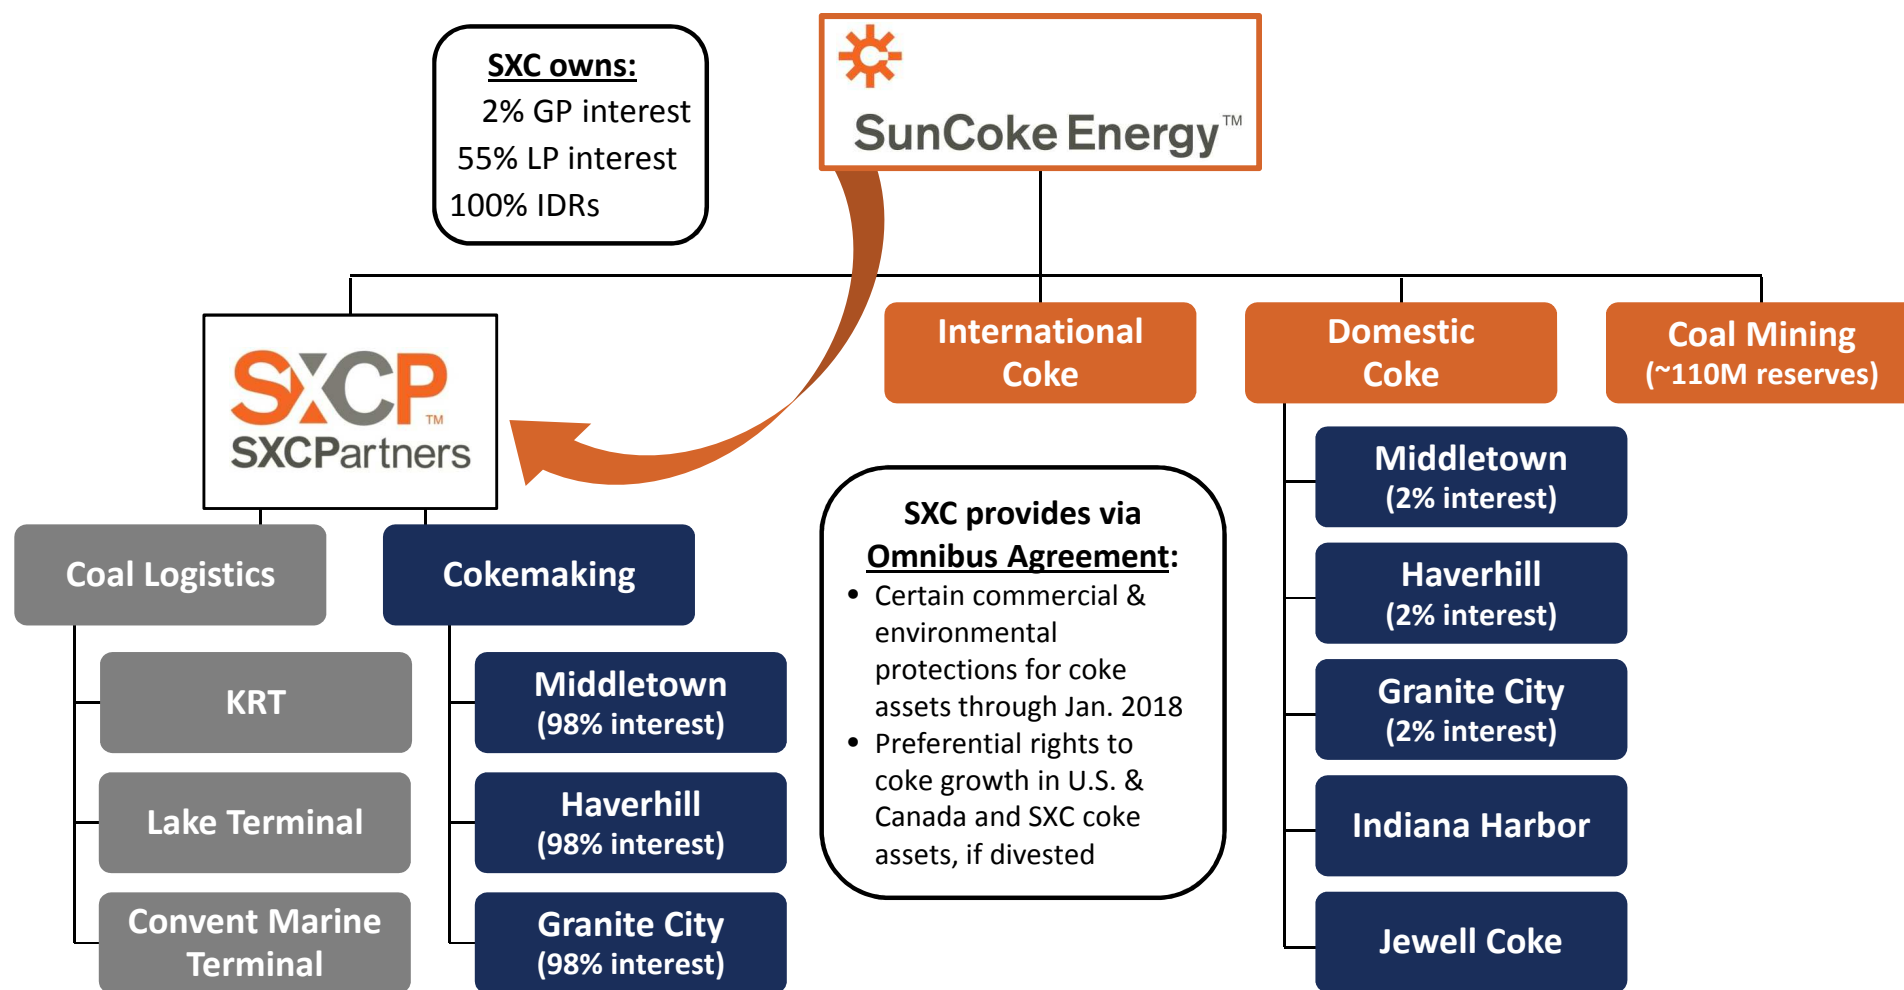 SXC owns:
2% GP interest
55% LP interest
100% IDRs
SunCoke Energy™
SXCP™
SXCPartners
International
Coke
Domestic
Coke
Coal Mining
(~110M reserves)
Coal Logistics
KRT
Lake Terminal
Convent Marine
Terminal
Cokemaking
Middletown
(98% interest)
Haverhill
(98% interest)
Granite City
(98% interest)
SXC provides via
Omnibus Agreement:
• Certain commercial &
environmental
protections for coke
assets through Jan. 2018
• Preferential rights to
coke growth in U.S. &
Canada and SXC coke
assets, if divested
Middletown
(2% interest)
Haverhill
(2% interest)
Granite City
(2% interest)
Indiana Harbor
Jewell Coke